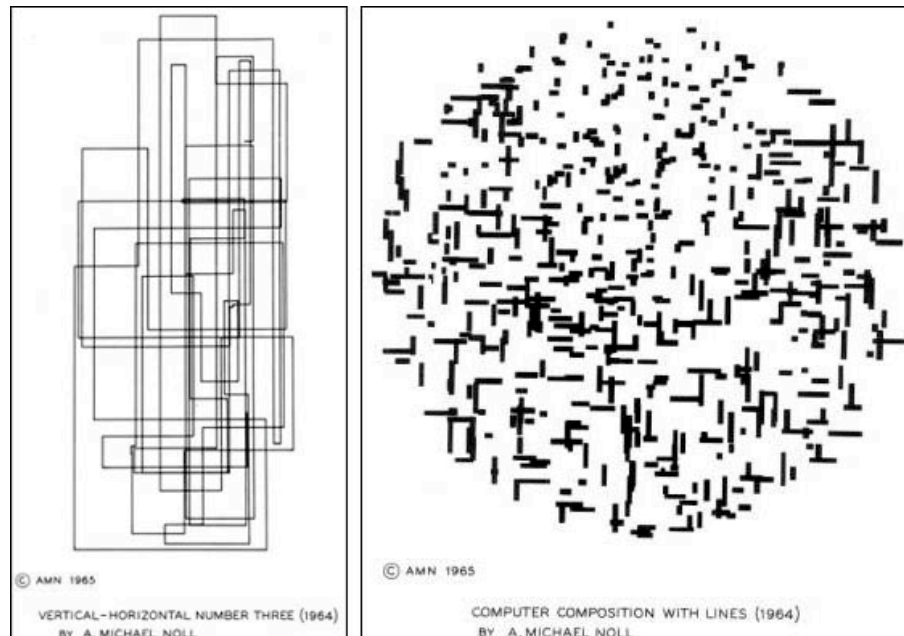 © AMN 1965
VERTICAL-HORIZONTAL NUMBER THREE (1964)
BY A. MICHAEL NOLL
© AMN 1965
COMPUTER COMPOSITION WITH LINES (1964)
BY A. MICHAEL NOLL